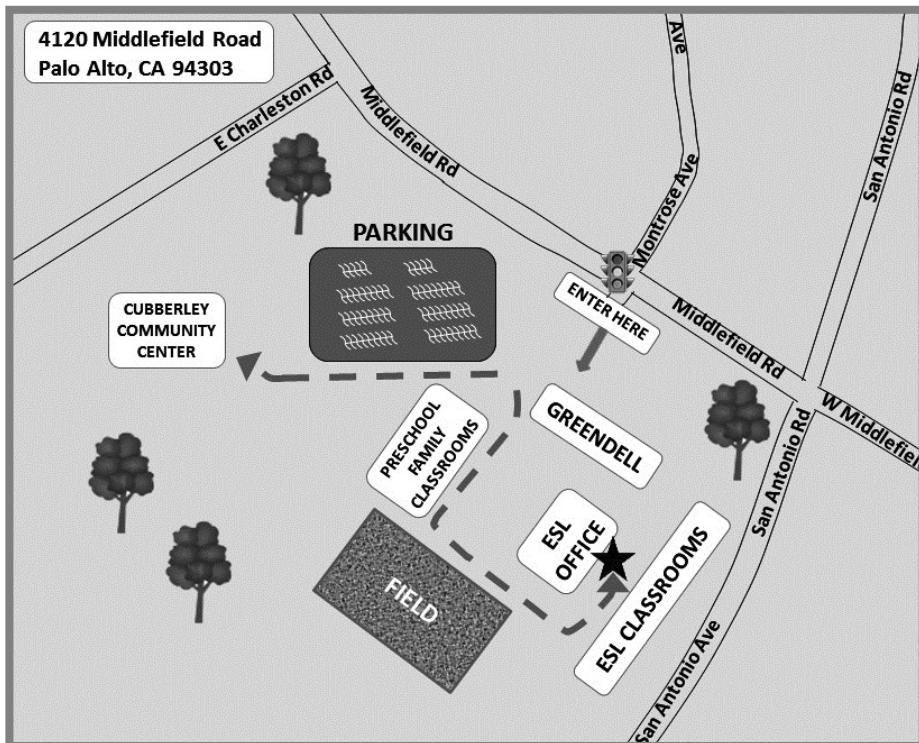 4120 Middlefield Road
Palo Alto, CA 94303
Ave
San Antonio Rd
E Charleston Rd
Middlefield Rd
Montrose Ave
PARKING
ENTER HERE
CUBBERLEY
COMMUNITY
CENTER
Middlefield Rd
W Middlefiel
PRESCHOOL
FAMILY
CLASSROOMS
GREENDELL
San Antonio Rd
ESL
OFFICE
FIELD
ESL CLASSROOMS
San Antonio Ave